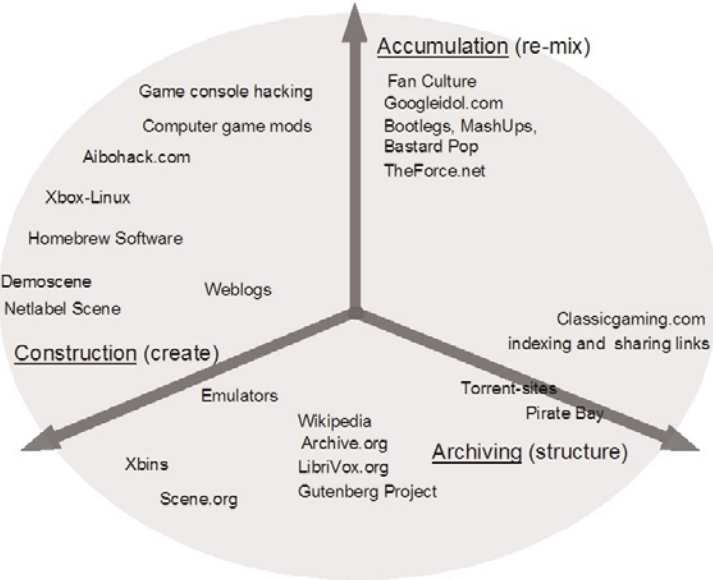 Accumulation (re-mix)
Fan Culture
Googleidol.com
Bootlegs, MashUps,
Bastard Pop
TheForce.net
Game console hacking
Computer game mods
Aibohack.com
Xbox-Linux
Homebrew Software
Demoscene
Netlabel Scene
Weblogs
Construction (create)
Classicgaming.com
indexing and sharing links
Torrent-sites
Pirate Bay
Archiving (structure)
Emulators
Wikipedia
Archive.org
LibriVox.org
Gutenberg Project
Xbins
Scene.org